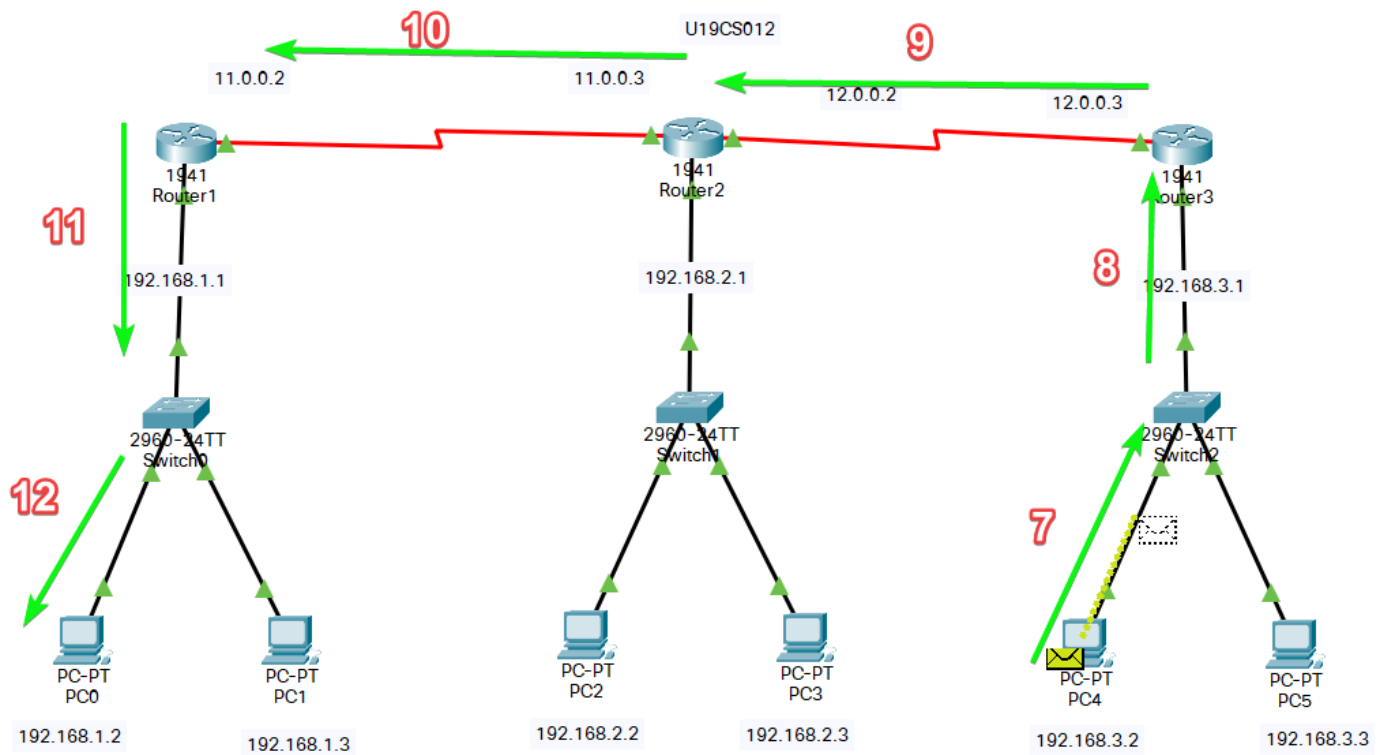 10
U19CS012
9
11.0.0.2
11.0.0.3
12.0.0.2
12.0.0.3
1941
Router1
1941
Router2
1941
Router3
11
192.168.1.1
192.168.2.1
8
192.168.3.1
2960-24TT
Switch0
2960-24TT
Switch1
2960-24TT
Switch2
12
7
PC-PT
PC0
PC-PT
PC1
PC-PT
PC2
PC-PT
PC3
PC-PT
PC4
PC-PT
PC5
192.168.1.2
192.168.1.3
192.168.2.2
192.168.2.3
192.168.3.2
192.168.3.3